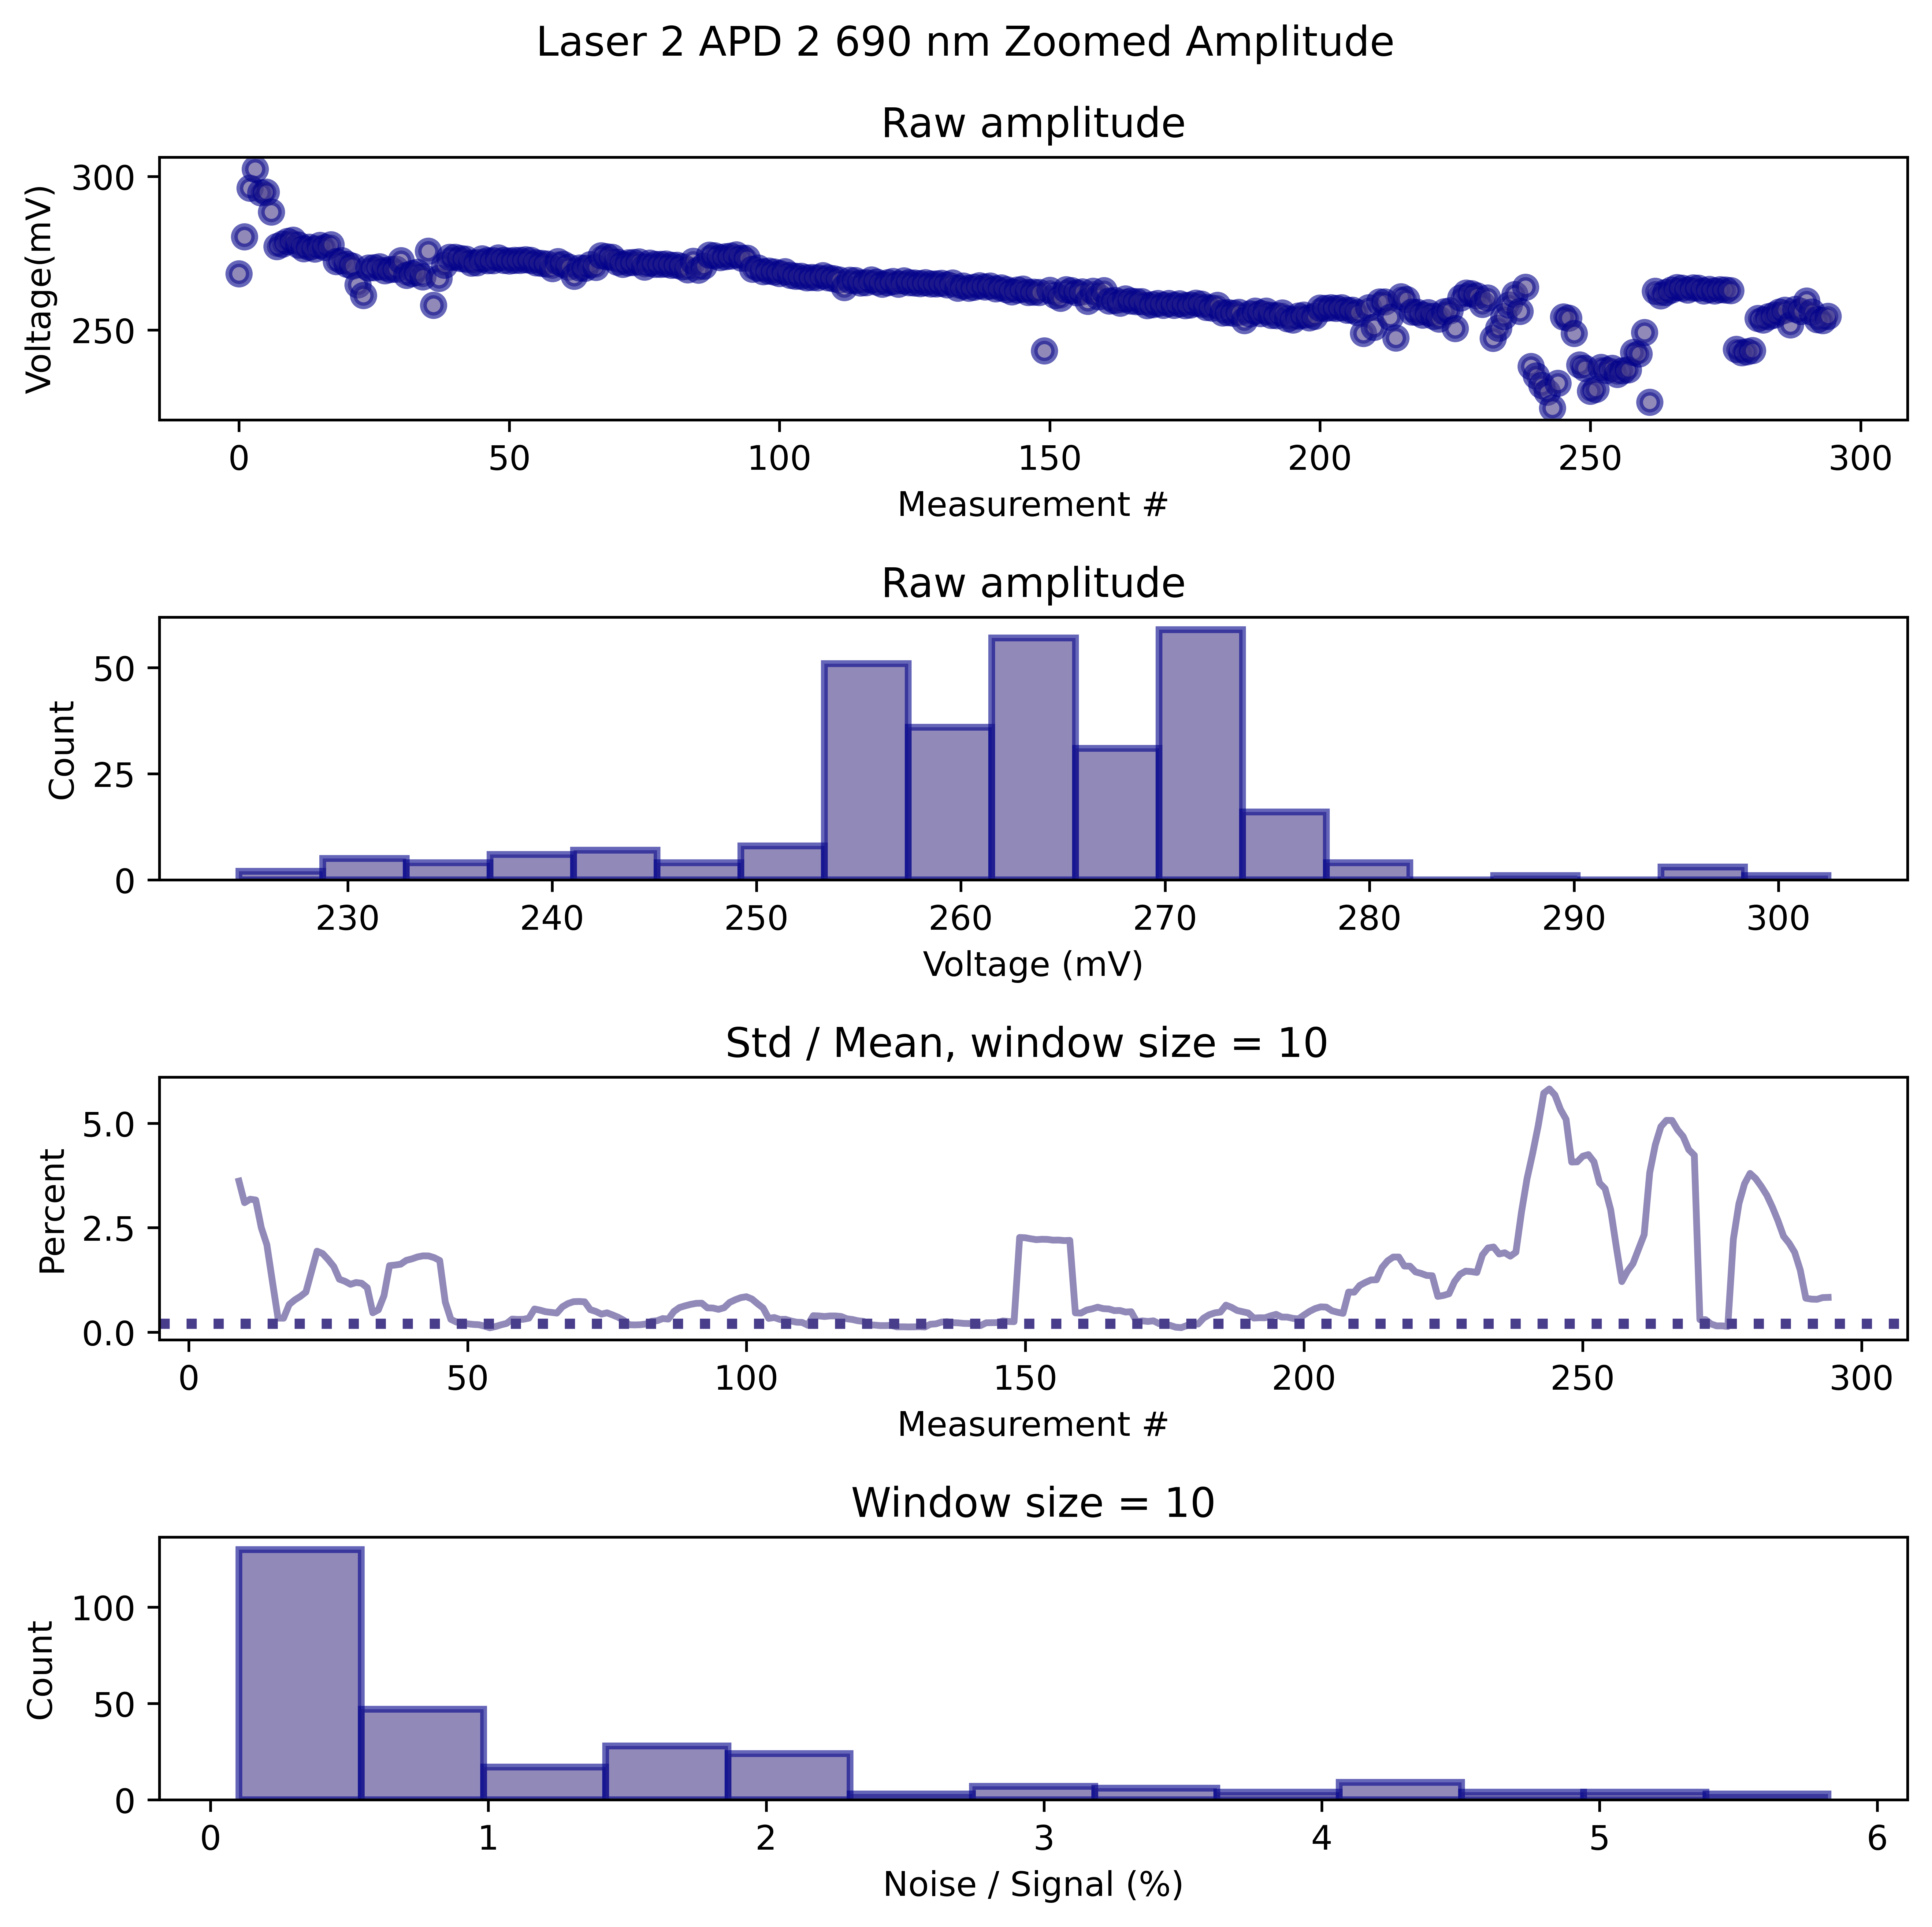 Laser 2 APD 2 690 nm Zoomed Amplitude
Raw amplitude
Voltage(mV)
300
250
0 50 100 150 200 250 300
Measurement #
Raw amplitude
Count
50
25
0
230 240 250 260 270 280 290 300
Voltage (mV)
Std / Mean, window size = 10
Percent
5.0
2.5
0.0
0 50 100 150 200 250 300
Measurement #
Window size = 10
Count
100
50
0
0 1 2 3 4 5 6
Noise / Signal (%)